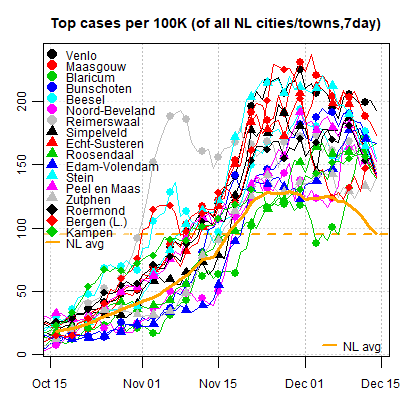 Top cases per 100K (of all NL cities/towns,7day)
Venlo
Maasgouw
Blaricum
Bunschoten
Beesel
Noord-Beveland
Reimerswaal
Simpelveld
Echt-Susteren
Roosendaal
Edam-Volendam
Stein
Peel en Maas
Zutphen
Roermond
Bergen (L.)
Kampen
NL avg
200
150
100
50
0
NL avg
Oct 15
Nov 01
Nov 15
Dec 01
Dec 15